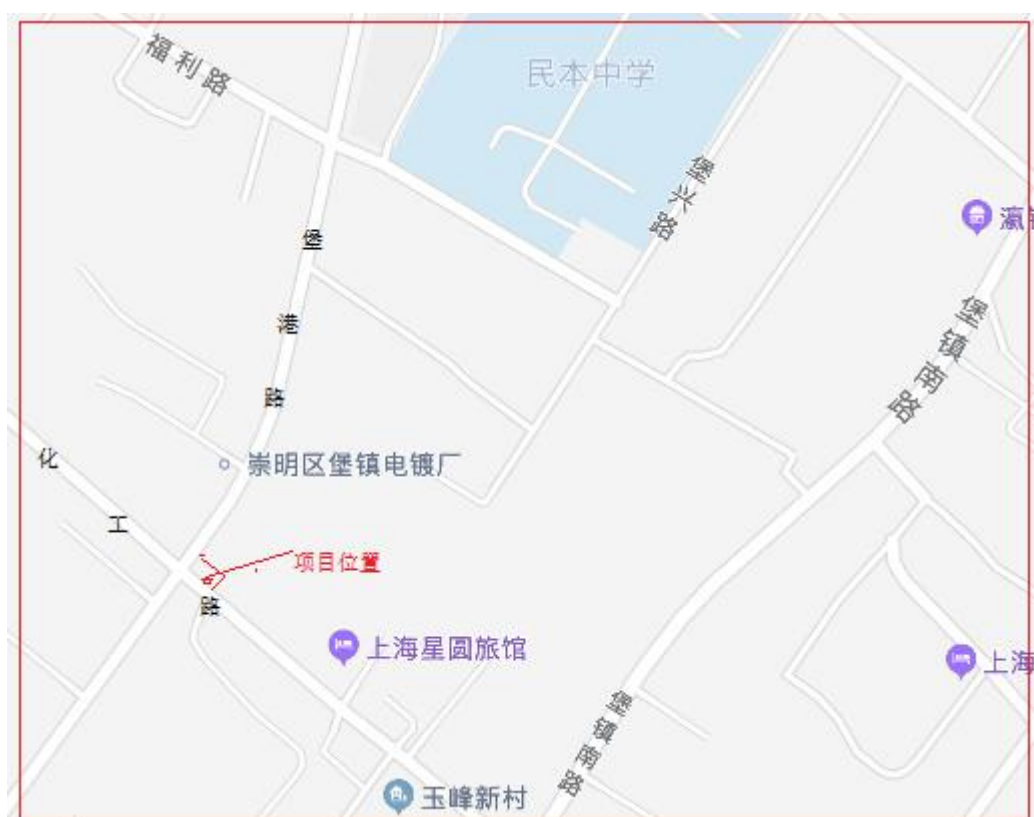 福利路
民本中学
堡兴路
瀛
堡港路
堡镇南路
化工路
崇明区堡镇电镀厂
项目位置
上海星圆旅馆
上海
堡镇南路
玉峰新村